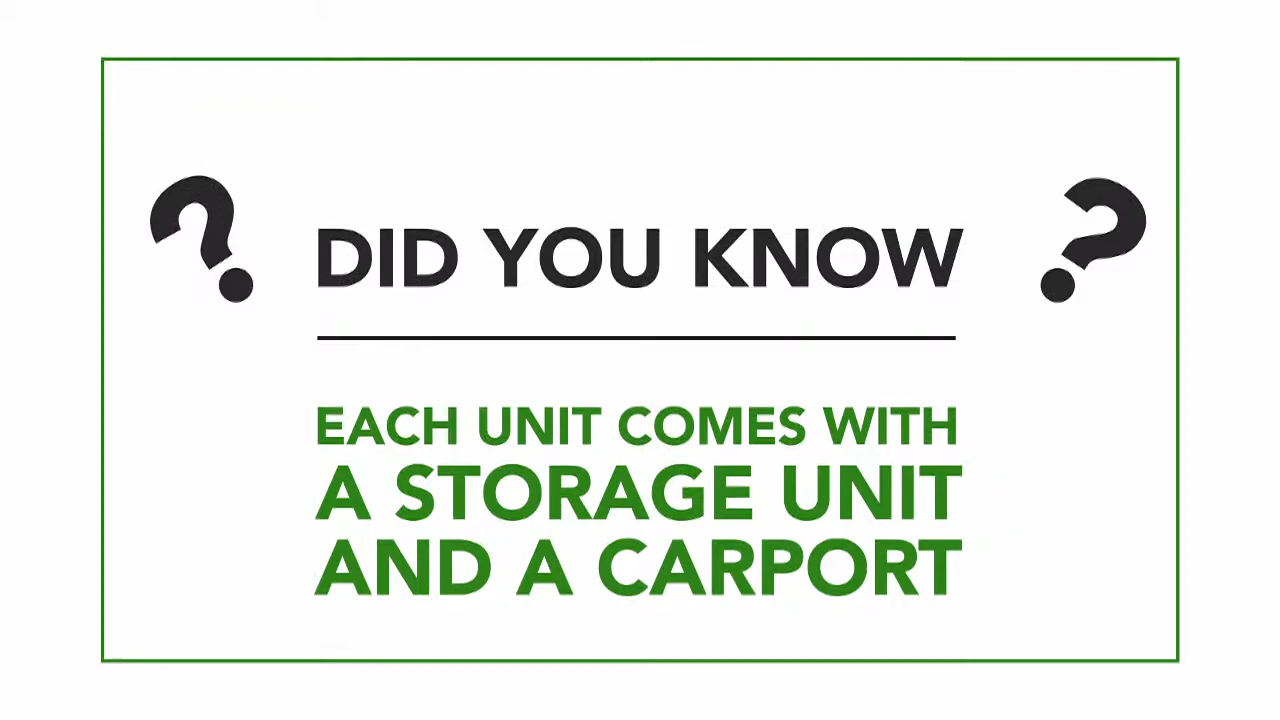 ? DID YOU KNOW ?
EACH UNIT COMES WITH
A STORAGE UNIT
AND A CARPORT